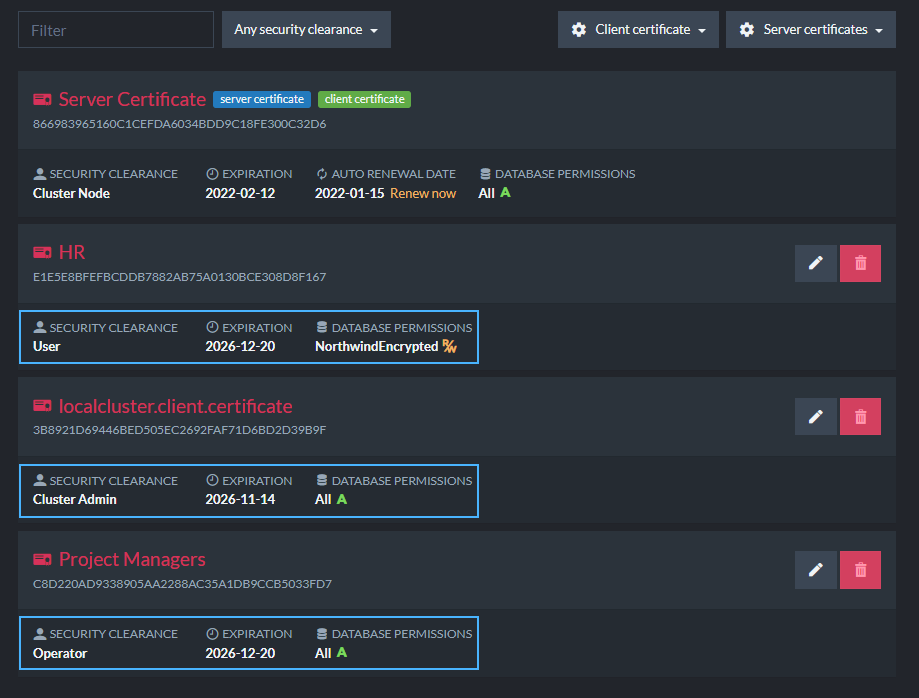 Filter
Any security clearance
Client certificate
Server certificates
Server Certificate server certificate client certificate
866983965160C1CEFDA6034BDD9C18FE300C32D6
SECURITY CLEARANCE EXPIRATION AUTO RENEWAL DATE DATABASE PERMISSIONS
Cluster Node 2022-02-12 2022-01-15 Renew now All A
HR
E1E5E8BFEFBCDDB7882AB75A0130BCE308D8F167
SECURITY CLEARANCE EXPIRATION DATABASE PERMISSIONS
User 2026-12-20 NorthwindEncrypted R/W
localcluster.client.certificate
3B8921D69446BED505EC2692FAF71D6BD2D39B9F
SECURITY CLEARANCE EXPIRATION DATABASE PERMISSIONS
Cluster Admin 2026-11-14 All A
Project Managers
C8D220AD9338905AA2288AC35A1DB9CCB5033FD7
SECURITY CLEARANCE EXPIRATION DATABASE PERMISSIONS
Operator 2026-12-20 All A